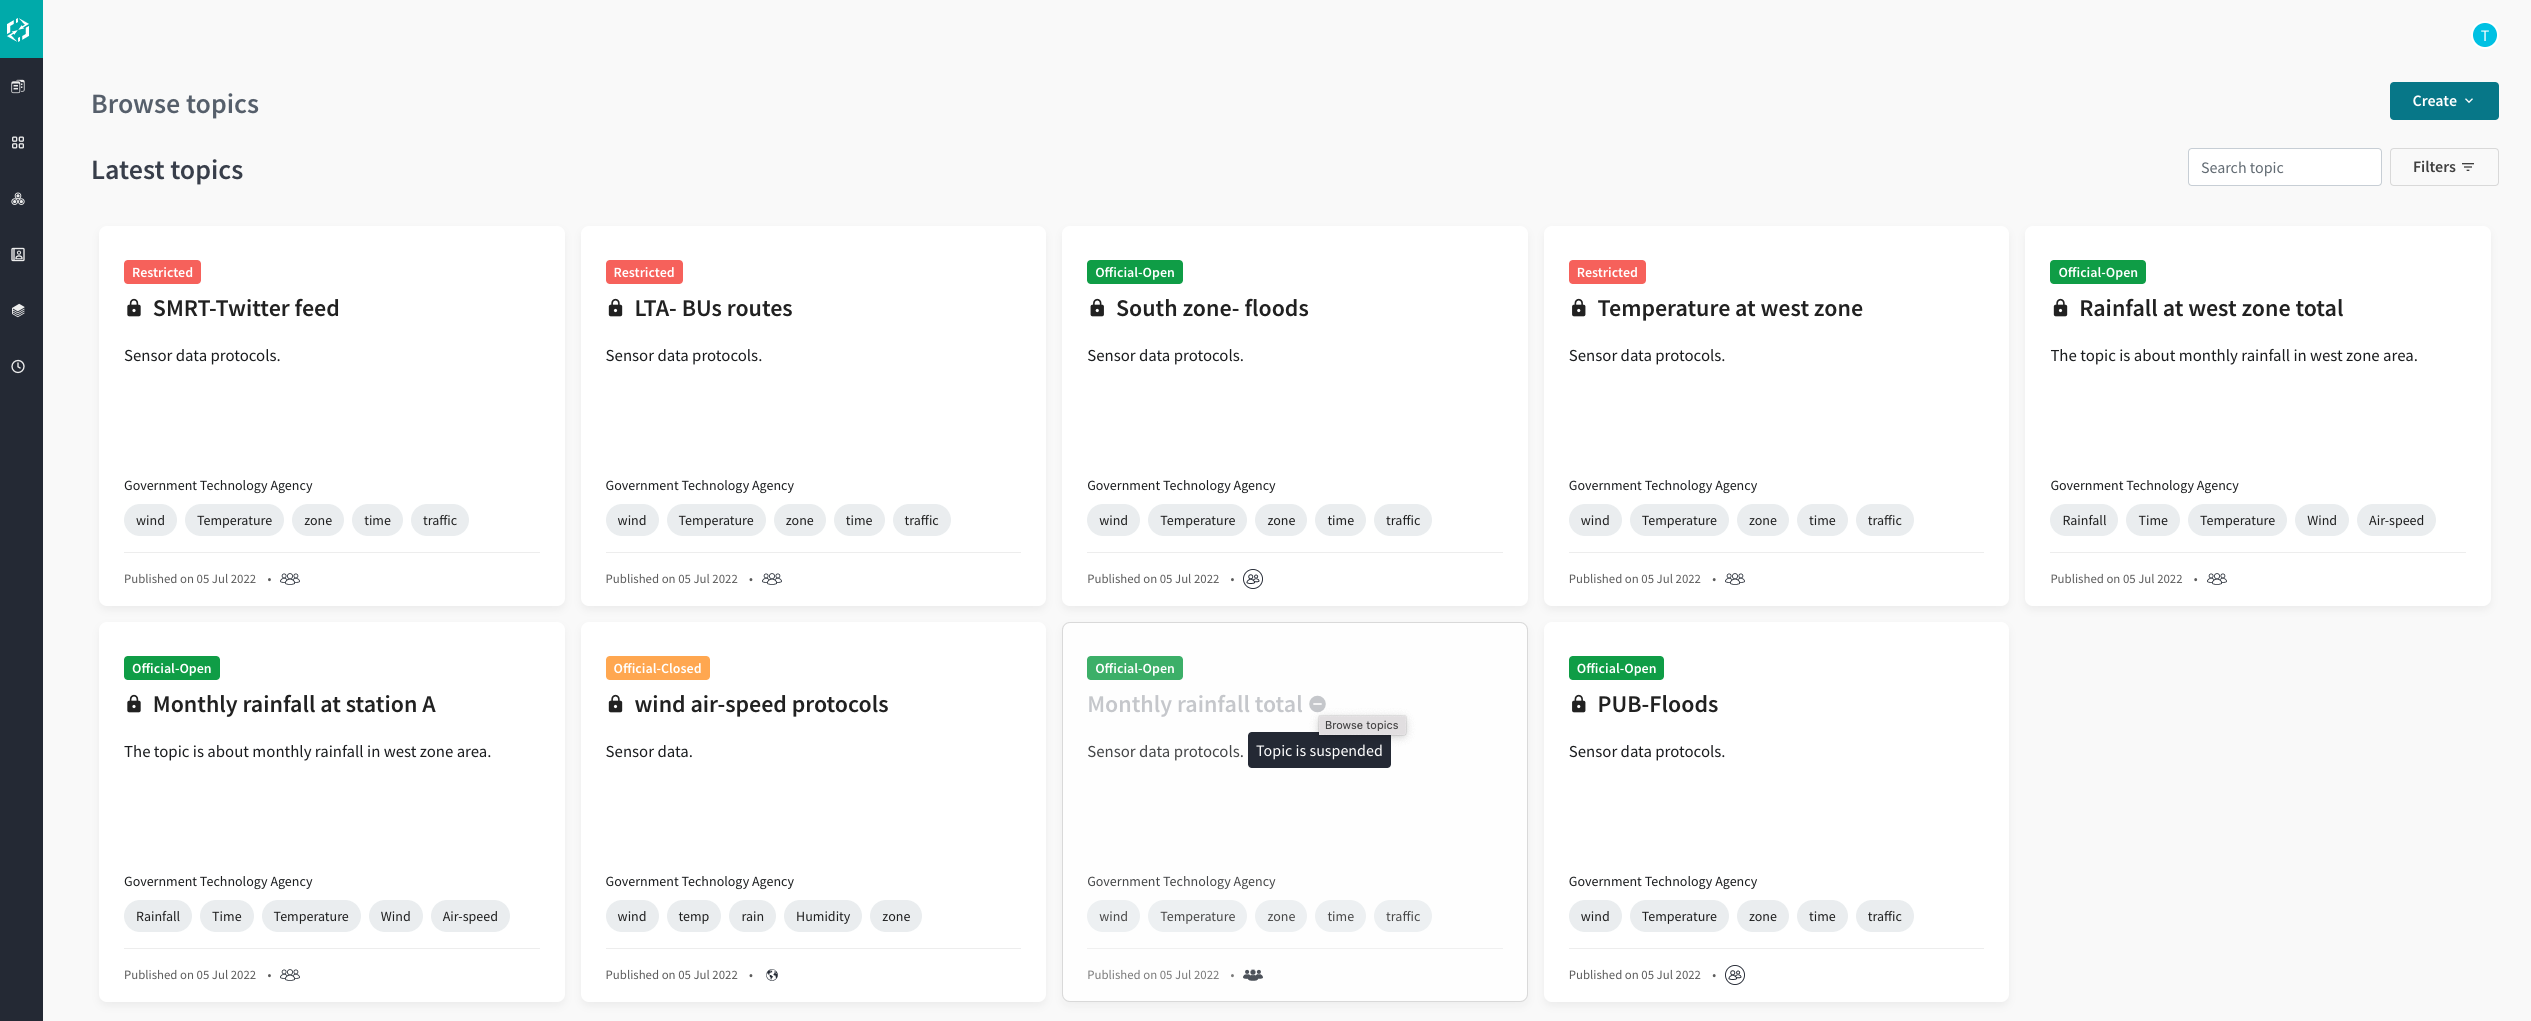 T
Browse topics
Create
Latest topics
Search topic
Filters
Restricted
SMRT-Twitter feed
Sensor data protocols.
Government Technology Agency
wind Temperature zone time traffic
Published on 05 Jul 2022 •
Restricted
LTA- BUs routes
Sensor data protocols.
Government Technology Agency
wind Temperature zone time traffic
Published on 05 Jul 2022 •
Official-Open
South zone- floods
Sensor data protocols.
Government Technology Agency
wind Temperature zone time traffic
Published on 05 Jul 2022 •
Restricted
Temperature at west zone
Sensor data protocols.
Government Technology Agency
wind Temperature zone time traffic
Published on 05 Jul 2022 •
Official-Open
Rainfall at west zone total
The topic is about monthly rainfall in west zone area.
Government Technology Agency
Rainfall Time Temperature Wind Air-speed
Published on 05 Jul 2022 •
Official-Open
Monthly rainfall at station A
The topic is about monthly rainfall in west zone area.
Government Technology Agency
Rainfall Time Temperature Wind Air-speed
Published on 05 Jul 2022 •
Official-Closed
wind air-speed protocols
Sensor data.
Government Technology Agency
wind temp rain Humidity zone
Published on 05 Jul 2022 •
Official-Open
Monthly rainfall total
Browse topics
Sensor data protocols.
Topic is suspended
Government Technology Agency
wind Temperature zone time traffic
Published on 05 Jul 2022 •
Official-Open
PUB-Floods
Sensor data protocols.
Government Technology Agency
wind Temperature zone time traffic
Published on 05 Jul 2022 •